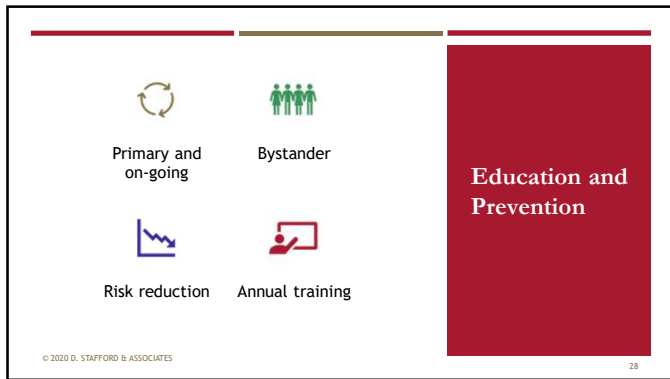 Primary and
on-going
Bystander
Risk reduction
Annual training
Education and
Prevention
© 2020 D. STAFFORD & ASSOCIATES
28